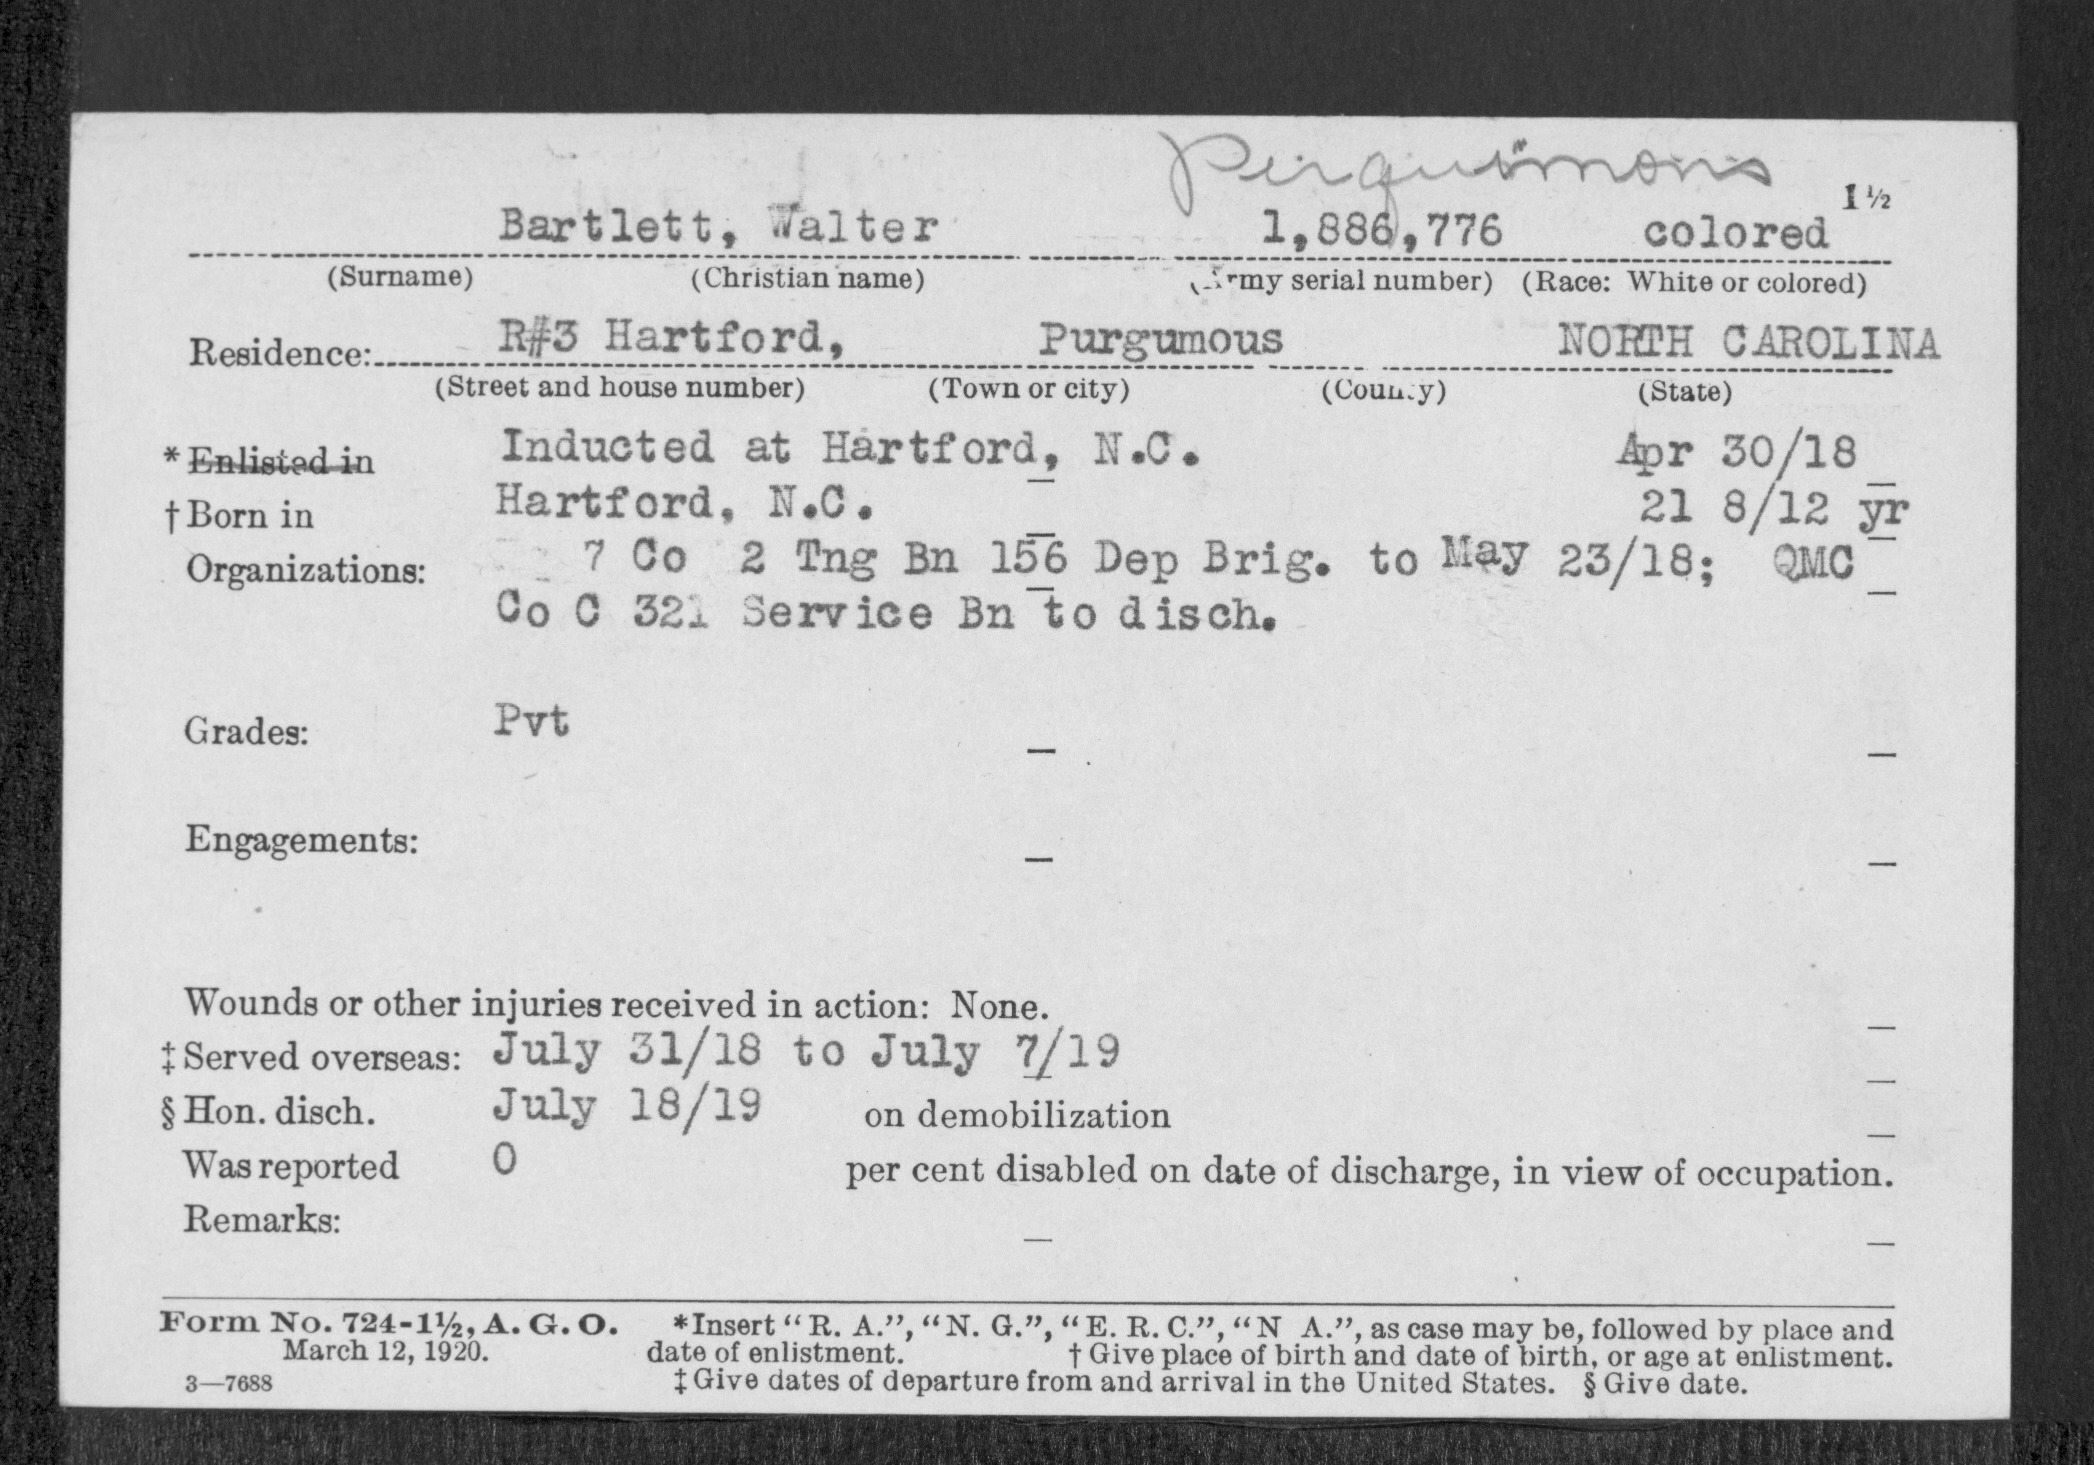 Perquimons
1½
Bartlett, Walter 1,886,776 colored
(Surname) (Christian name) (Army serial number) (Race: White or colored)
Residence: R#3 Hartford, Purgumous NORTH CAROLINA
(Street and house number) (Town or city) (County) (State)
* Enlisted in Inducted at Hartford, N.C. Apr 30/18
† Born in Hartford, N.C. 21 8/12 yr
Organizations: 7 Co 2 Tng Bn 156 Dep Brig. to May 23/18; QMC
Co C 321 Service Bn to disch.
Grades: Pvt
Engagements:
Wounds or other injuries received in action: None.
‡ Served overseas: July 31/18 to July 7/19
§ Hon. disch. July 18/19 on demobilization
Was reported 0 per cent disabled on date of discharge, in view of occupation.
Remarks:
Form No. 724-1½, A. G. O. *Insert "R. A.", "N. G.", "E. R. C.", "N A.", as case may be, followed by place and
March 12, 1920. date of enlistment. † Give place of birth and date of birth, or age at enlistment.
3—7688 ‡ Give dates of departure from and arrival in the United States. § Give date.